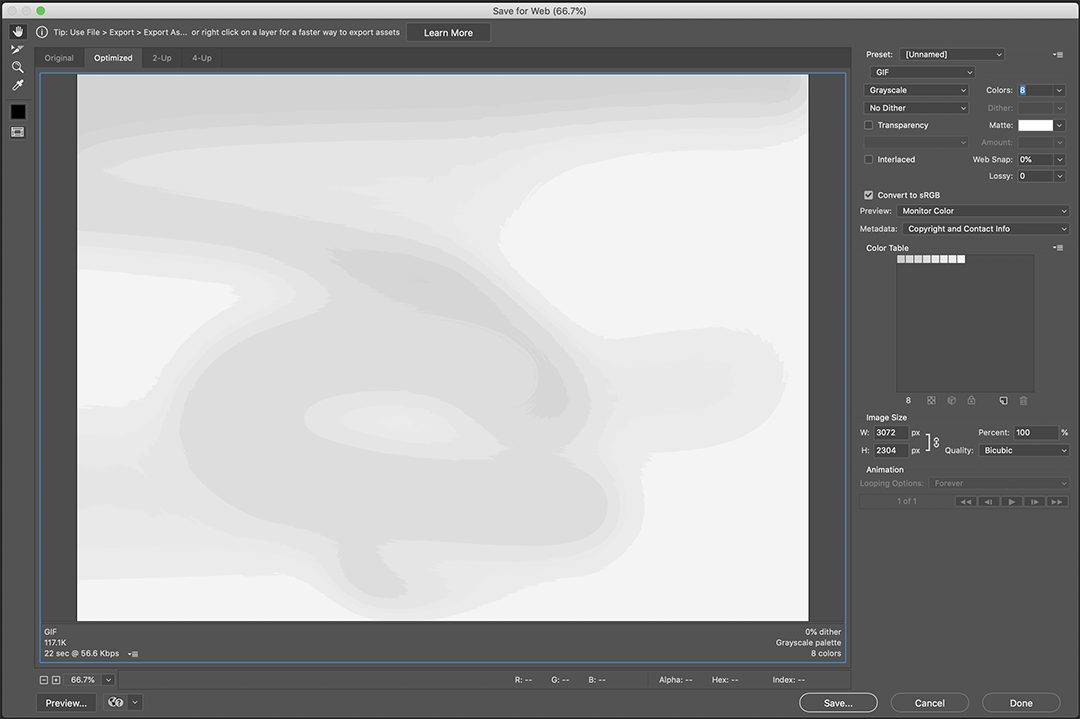 Save for Web (66.7%)
Tip: Use File > Export > Export As... or right click on a layer for a faster way to export assets
Learn More
Original Optimized 2-Up 4-Up
Preset: [Unnamed]
GIF
Grayscale Colors: 8
No Dither Dither:
Transparency Matte:
Amount:
Interlaced Web Snap: 0%
Lossy: 0
Convert to sRGB
Preview: Monitor Color
Metadata: Copyright and Contact Info
Color Table
8
Image Size
W: 3072 px Percent: 100 %
H: 2304 px Quality: Bicubic
Animation
Looping Options: Forever
1 of 1
GIF 0% dither
117.1K Grayscale palette
22 sec @ 56.6 Kbps 8 colors
66.7% R: -- G: -- B: -- Alpha: -- Hex: -- Index: --
Preview... Save... Cancel Done